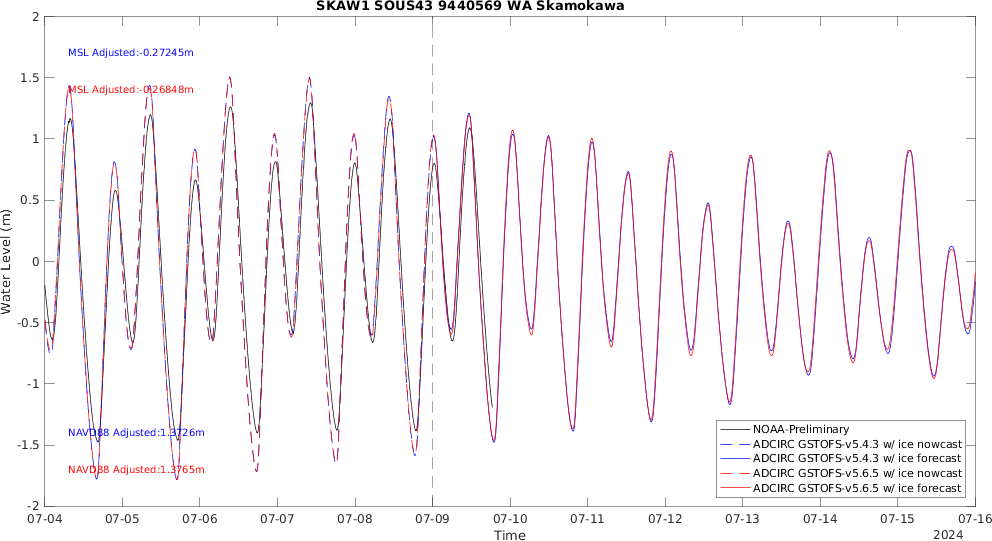 SKAW1 SOUS43 9440569 WA Skamokawa
2
1.5
1
0.5
0
-0.5
-1
-1.5
-2
Water Level (m)
MSL Adjusted:-0.27245m
MSL Adjusted:-0.26848m
NAVD88 Adjusted:1.3726m
NAVD88 Adjusted:1.3765m
NOAA-Preliminary
ADCIRC GSTOFS-v5.4.3 w/ ice nowcast
ADCIRC GSTOFS-v5.4.3 w/ ice forecast
ADCIRC GSTOFS-v5.6.5 w/ ice nowcast
ADCIRC GSTOFS-v5.6.5 w/ ice forecast
07-04 07-05 07-06 07-07 07-08 07-09 07-10 07-11 07-12 07-13 07-14 07-15 07-16
Time
2024